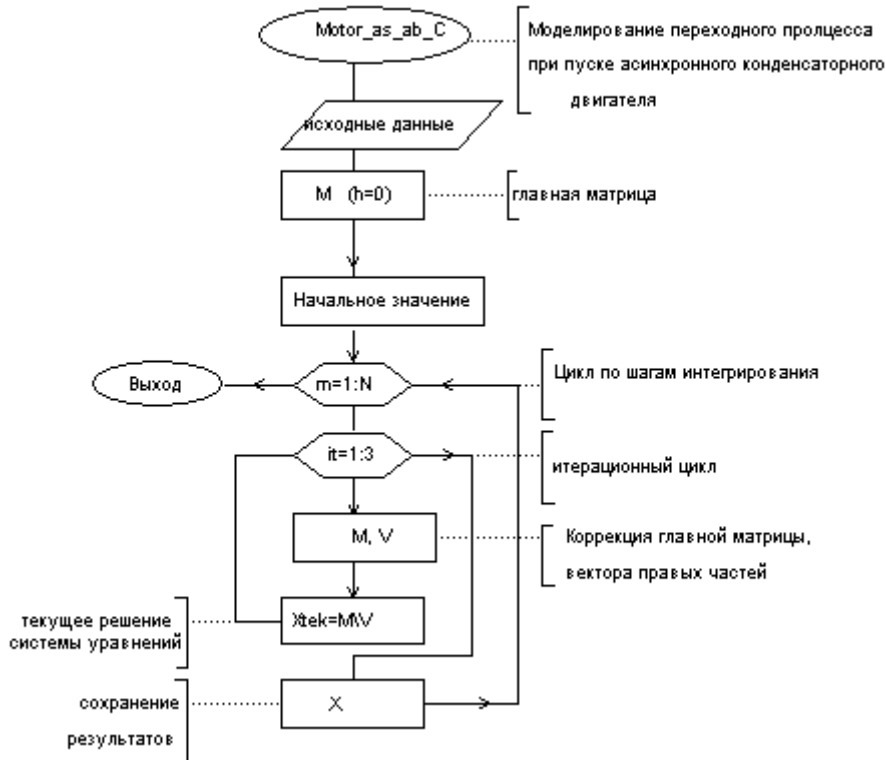 Motor_as_ab_C
Моделирование переходного пролцесса
при пуске асинхронного конденсаторного
двигателя
исходные данные
M (h=0)
главная матрица
Начальное значение
Выход
m=1:N
Цикл по шагам интегрирования
it=1:3
итерационный цикл
M, V
Коррекция главной матрицы,
вектора правых частей
текущее решение
системы уравнений
Xtek=M\V
сохранение
результатов
X